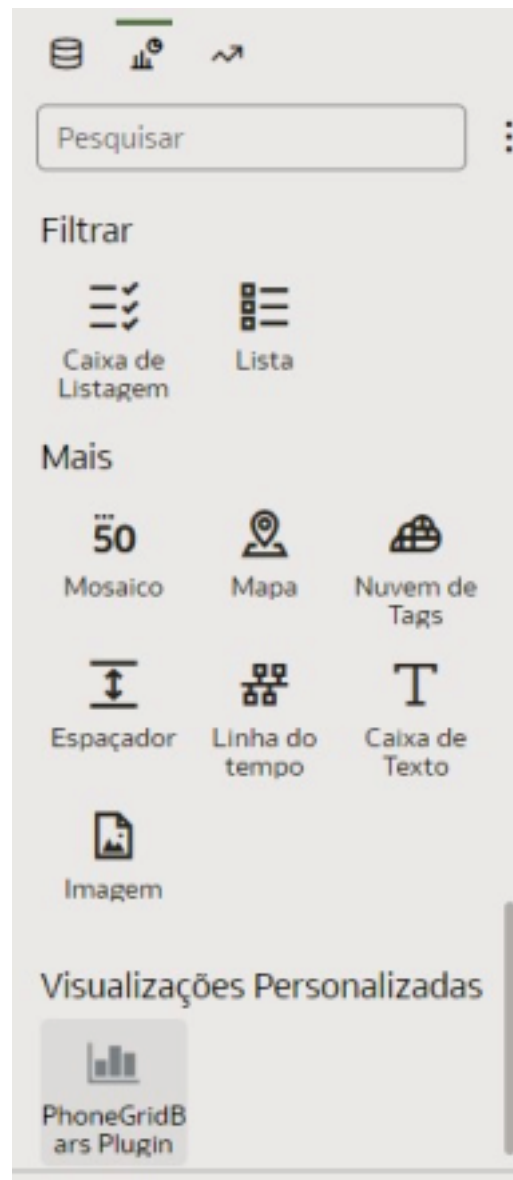 Pesquisar
Filtrar
Caixa de
Listagem
Lista
Mais
50
Mosaico
Mapa
Nuvem de
Tags
Espaçador
Linha do
tempo
T
Caixa de
Texto
Imagem
Visualizações Personalizadas
PhoneGridB
ars Plugin